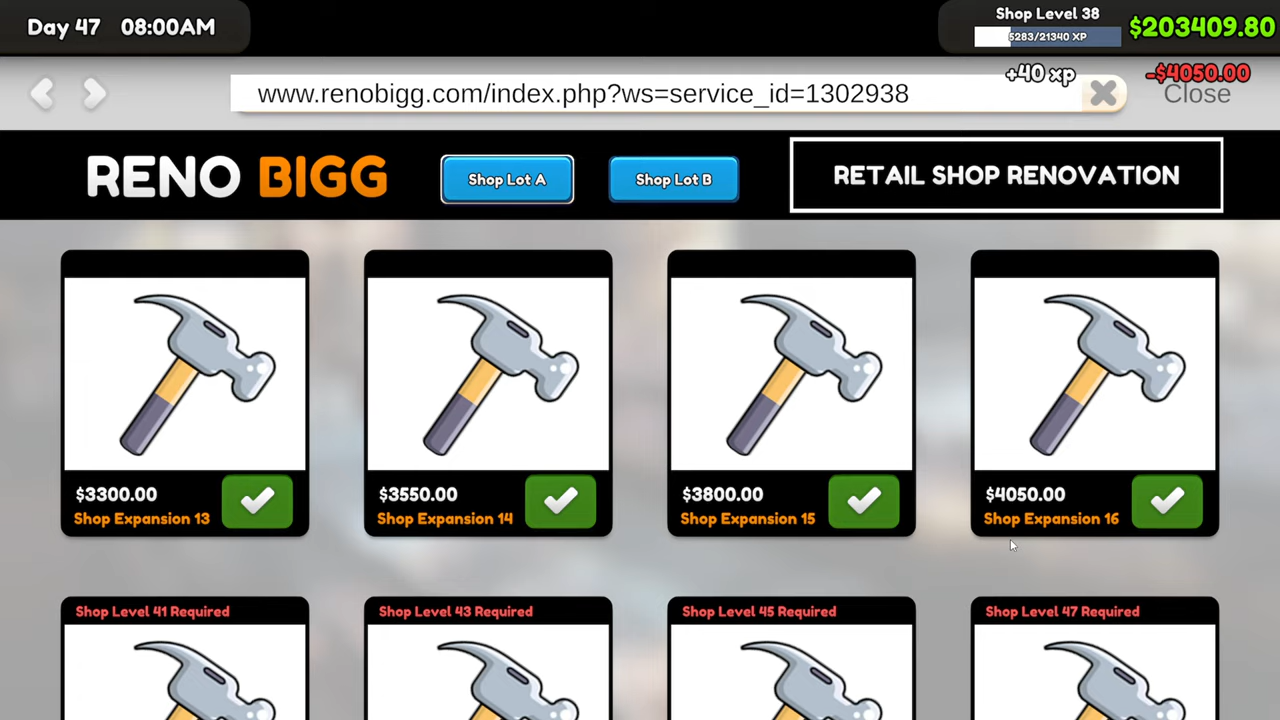 Day 47 08:00AM
Shop Level 38
5283/21340 XP
$203409.80
+40 xp
-$4050.00
www.renobigg.com/index.php?ws=service_id=1302938
Close
RENO BIGG
Shop Lot A
Shop Lot B
RETAIL SHOP RENOVATION
$3300.00
Shop Expansion 13
$3550.00
Shop Expansion 14
$3800.00
Shop Expansion 15
$4050.00
Shop Expansion 16
Shop Level 41 Required
Shop Level 43 Required
Shop Level 45 Required
Shop Level 47 Required